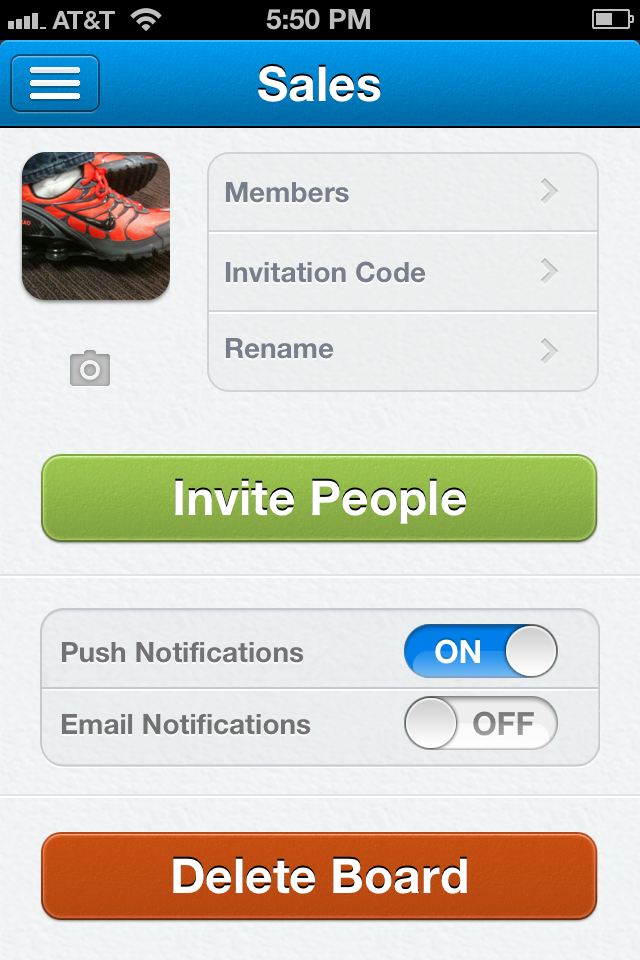 AT&T 5:50 PM
Sales
Members
Invitation Code
Rename
Invite People
Push Notifications ON
Email Notifications OFF
Delete Board